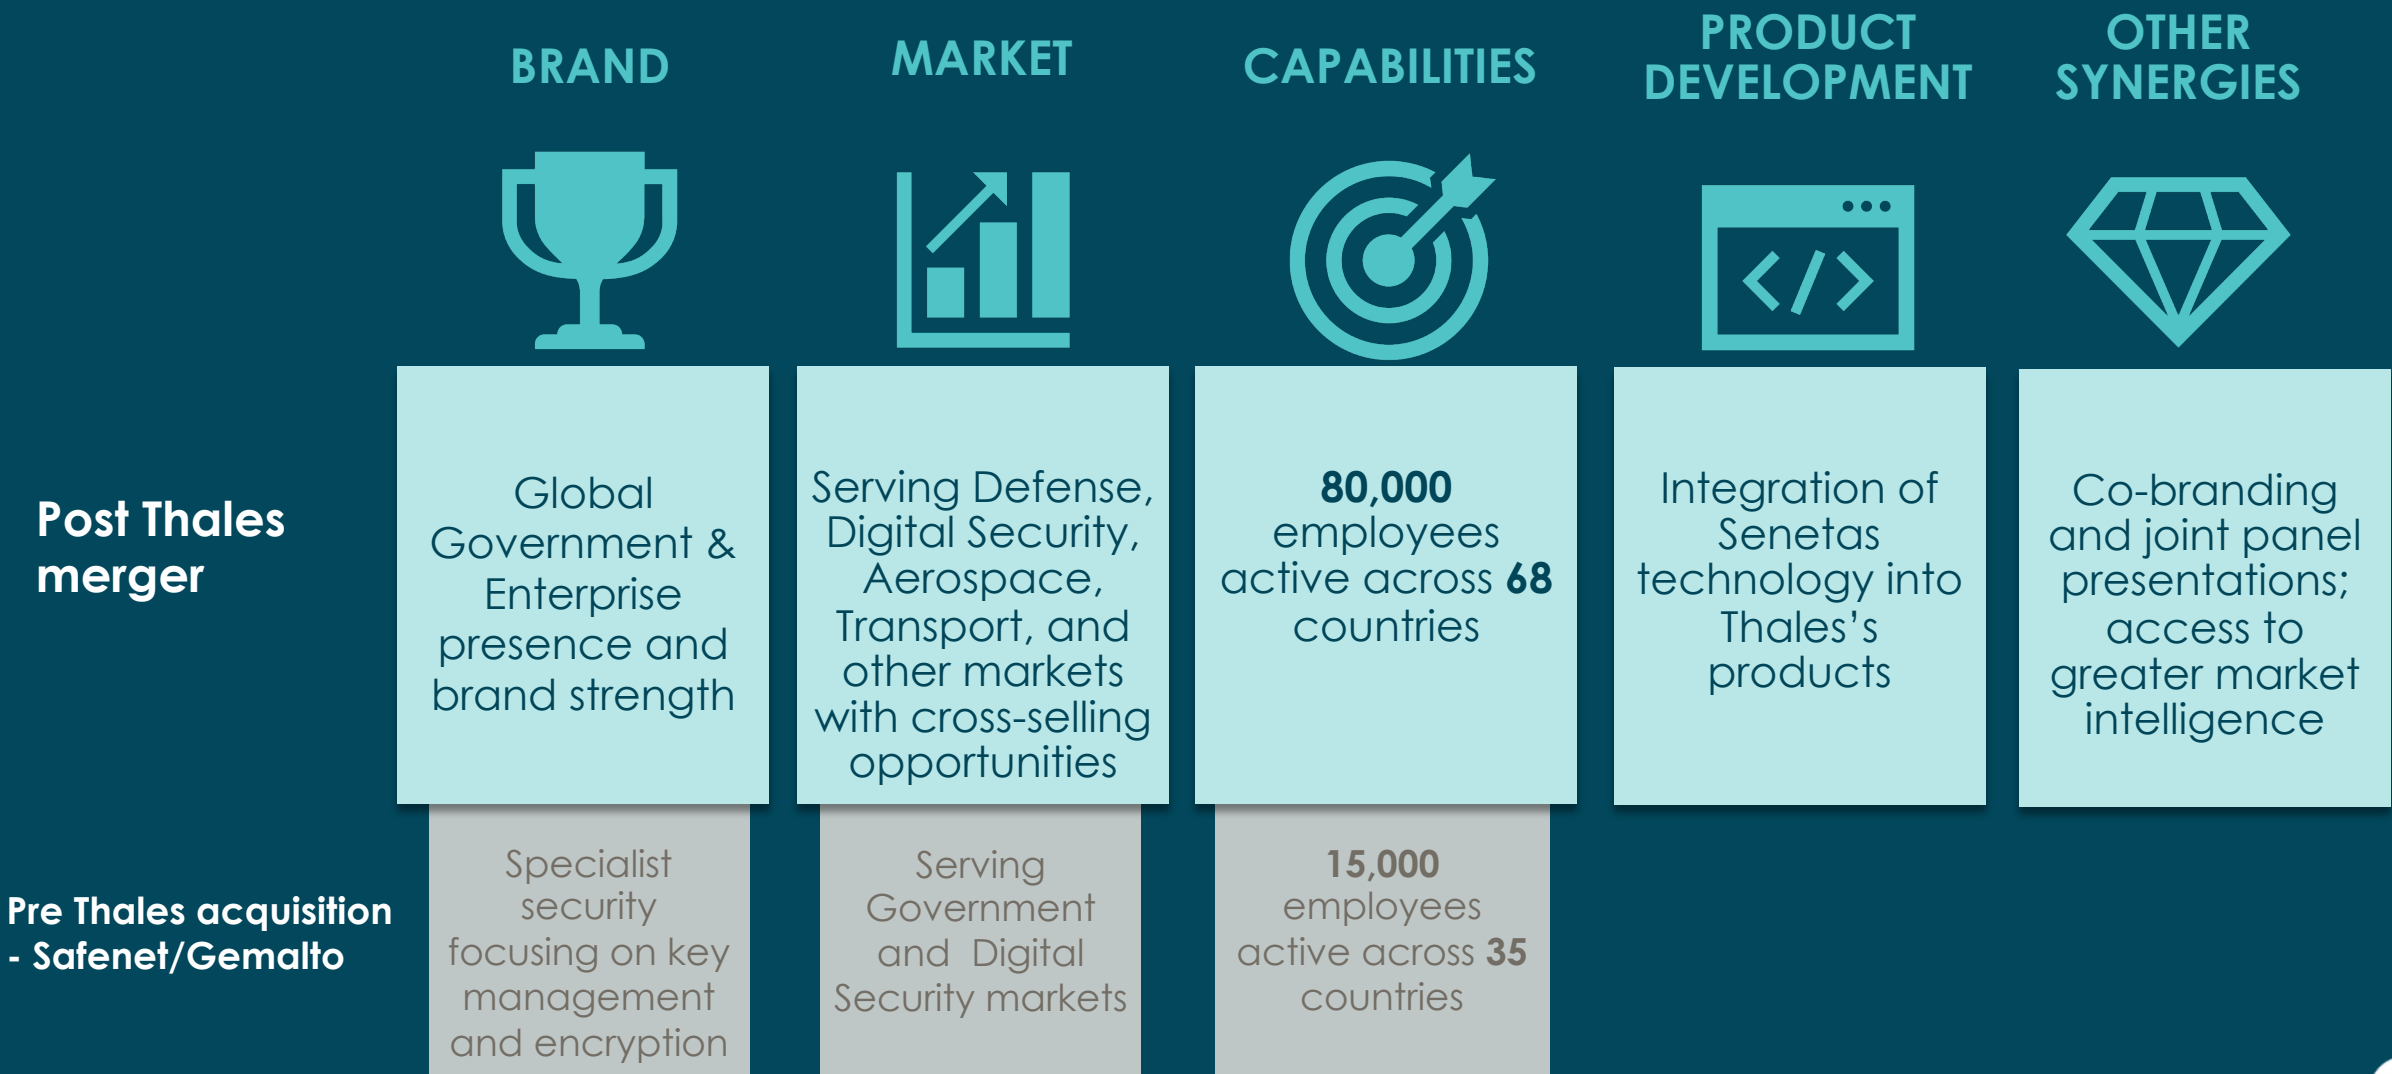 BRAND
MARKET
CAPABILITIES
PRODUCT
DEVELOPMENT
OTHER
SYNERGIES
Post Thales
merger
Global
Government &
Enterprise
presence and
brand strength
Serving Defense,
Digital Security,
Aerospace,
Transport, and
other markets
with cross-selling
opportunities
80,000
employees
active across 68
countries
Integration of
Senetas
technology into
Thales’s
products
Co-branding
and joint panel
presentations;
access to
greater market
intelligence
Pre Thales acquisition
- Safenet/Gemalto
Specialist
security
focusing on key
management
and encryption
Serving
Government
and  Digital
Security markets
15,000
employees
active across 35
countries